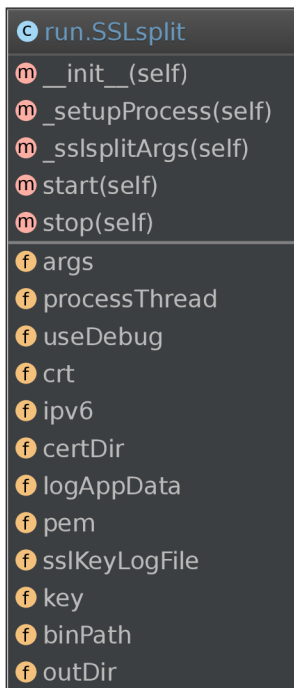 C run.SSLsplit
m __init__(self)
m _setupProcess(self)
m _sslsplitArgs(self)
m start(self)
m stop(self)
f args
f processThread
f useDebug
f crt
f ipv6
f certDir
f logAppData
f pem
f sslKeyLogFile
f key
f binPath
f outDir